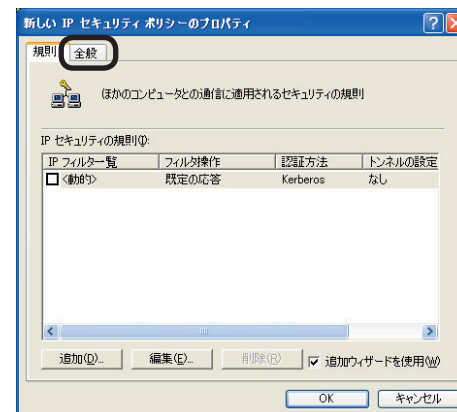 新しい IP セキュリティ ポリシーのプロパティ
規則 全般
ほかのコンピュータとの通信に適用されるセキュリティの規則
IP セキュリティの規則(I):
IP フィルタ一覧 フィルタ操作 認証方法 トンネルの設定
<動的> 既定の応答 Kerberos なし
追加(D)... 編集(E)... 削除(R) 追加ウィザードを使用(W)
OK キャンセル